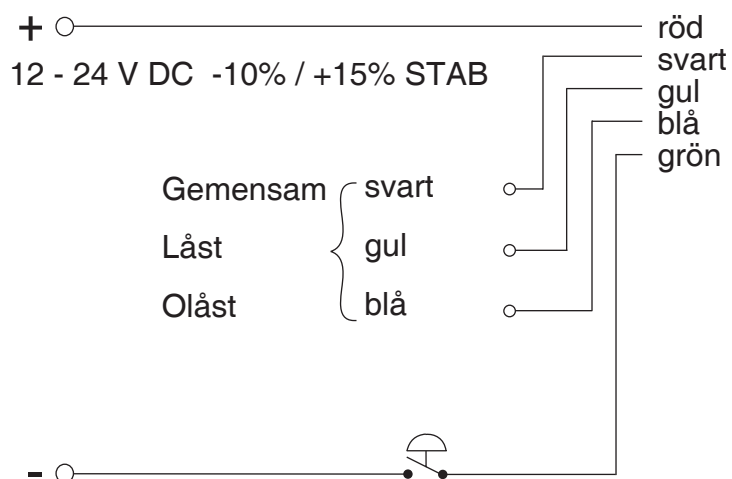 + röd
12 - 24 V DC -10% / +15% STAB svart
gul
blå
grön
Gemensam svart
Låst gul
Olåst blå
-